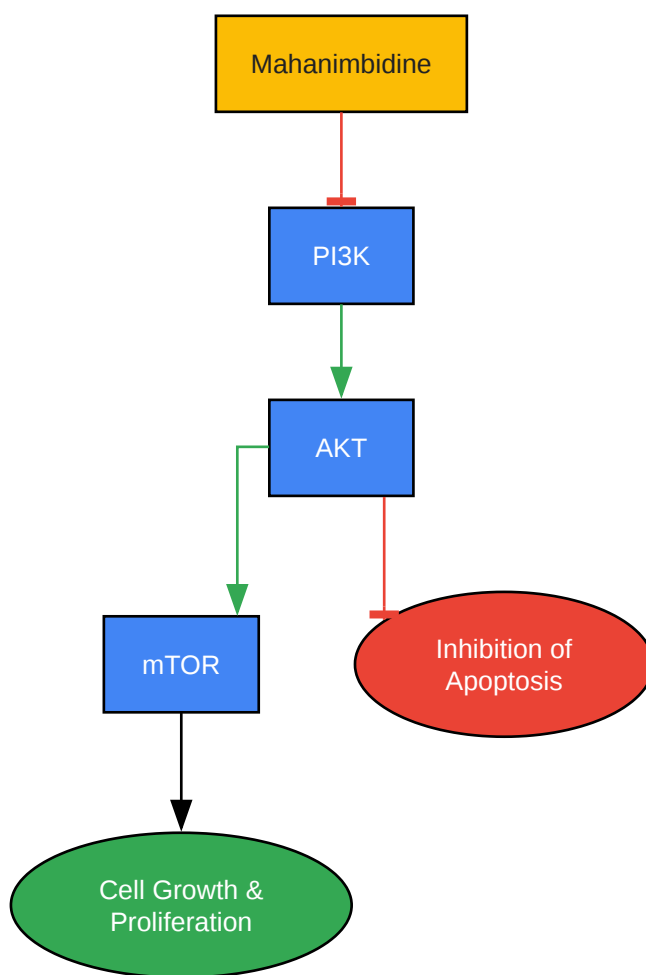 Mahanimbidine
PI3K
AKT
mTOR
Inhibition of
Apoptosis
Cell Growth &
Proliferation